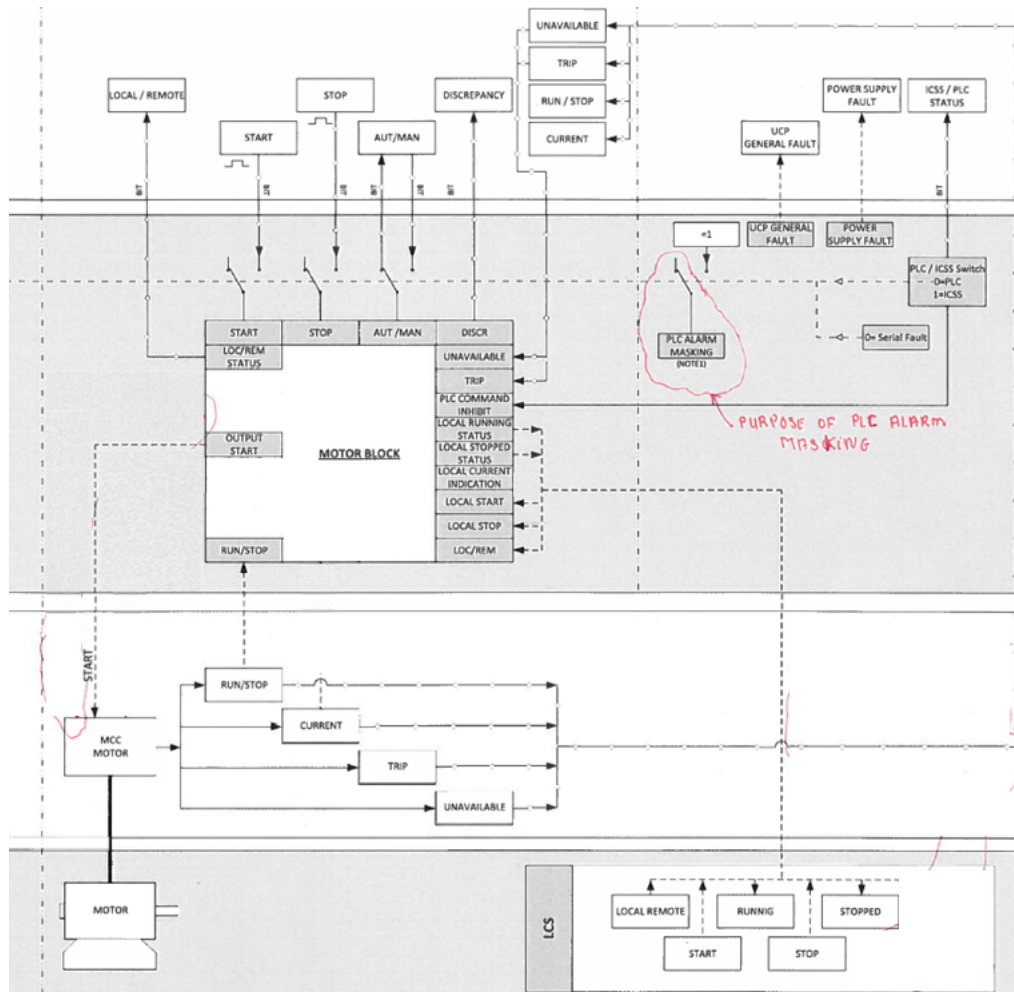 UNAVAILABLE
TRIP
RUN / STOP
CURRENT
LOCAL / REMOTE
STOP
DISCREPANCY
START
AUT/MAN
POWER SUPPLY
FAULT
ICSS / PLC
STATUS
UCP
GENERAL FAULT
BIT
BIT
BIT
BIT
BIT
BIT
BIT
=1
UCP GENERAL
FAULT
POWER
SUPPLY FAULT
PLC / ICSS Switch
0=PLC
1=ICSS
0= Serial Fault
START
STOP
AUT /MAN
DISCR
LOC/REM
STATUS
UNAVAILABLE
TRIP
PLC COMMAND
INHIBIT
LOCAL RUNNING
STATUS
LOCAL STOPPED
STATUS
LOCAL CURRENT
INDICATION
LOCAL START
LOCAL STOP
LOC/REM
OUTPUT
START
MOTOR BLOCK
RUN/STOP
PLC ALARM
MASKING
(NOTE1)
PURPOSE OF PLC ALARM
MASKING
START
MCC
MOTOR
RUN/STOP
CURRENT
TRIP
UNAVAILABLE
MOTOR
LCS
LOCAL REMOTE
RUNNIG
STOPPED
START
STOP